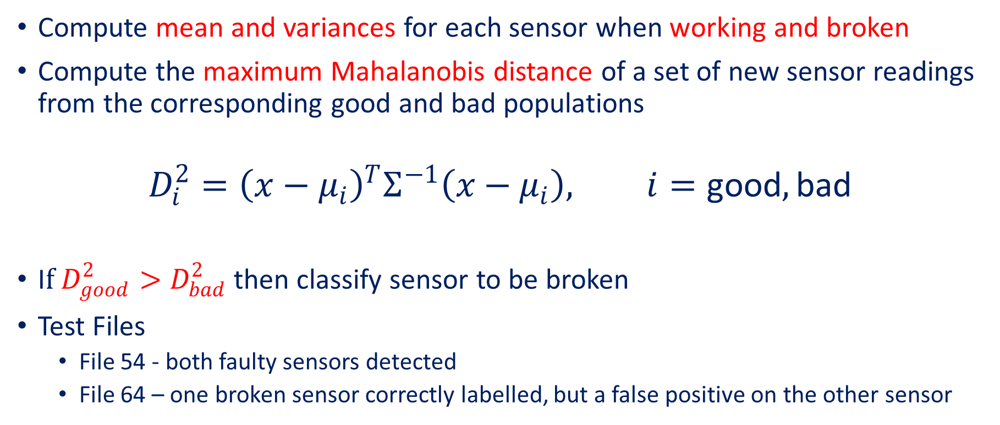 • Compute mean and variances for each sensor when working and broken
• Compute the maximum Mahalanobis distance of a set of new sensor readings
from the corresponding good and bad populations
$D_i^2 = (x - \mu_i)^T \Sigma^{-1} (x - \mu_i), \quad i = \text{good}, \text{bad}$
• If $D_{good}^2 > D_{bad}^2$ then classify sensor to be broken
• Test Files
• File 54 - both faulty sensors detected
• File 64 – one broken sensor correctly labelled, but a false positive on the other sensor